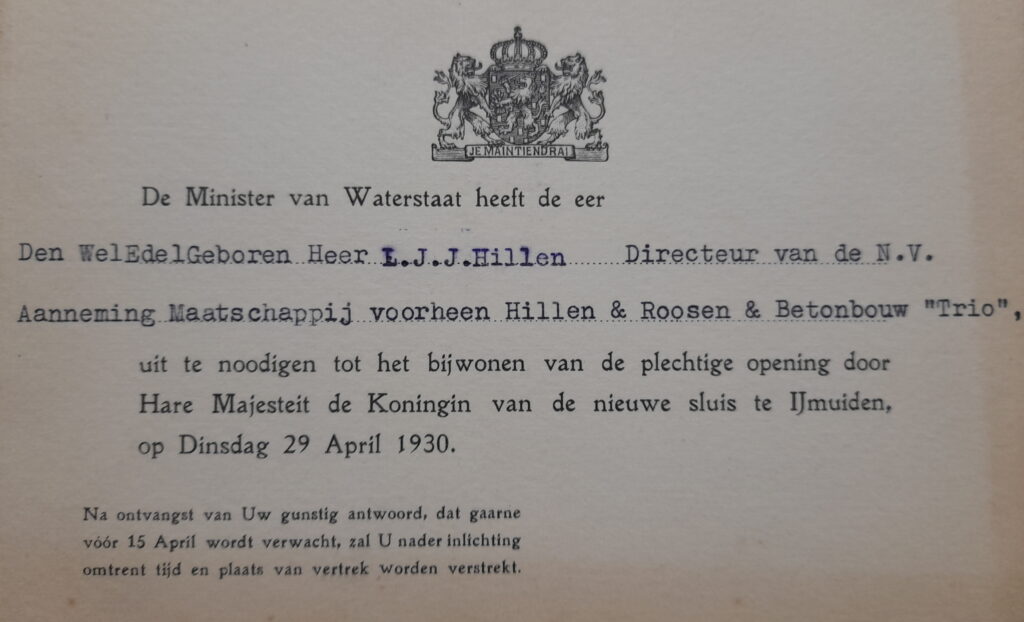 JE MAINTIENDRAI
De Minister van Waterstaat heeft de eer
Den WelEdelGeboren Heer L.J.J.Hillen Directeur van de N.V.
Aanneming Maatschappij voorheen Hillen & Roosen & Betonbouw "Trio",
uit te noodigen tot het bijwonen van de plechtige opening door
Hare Majesteit de Koningin van de nieuwe sluis te IJmuiden,
op Dinsdag 29 April 1930.
Na ontvangst van Uw gunstig antwoord, dat gaarne
vóór 15 April wordt verwacht, zal U nader inlichting
omtrent tijd en plaats van vertrek worden verstrekt.